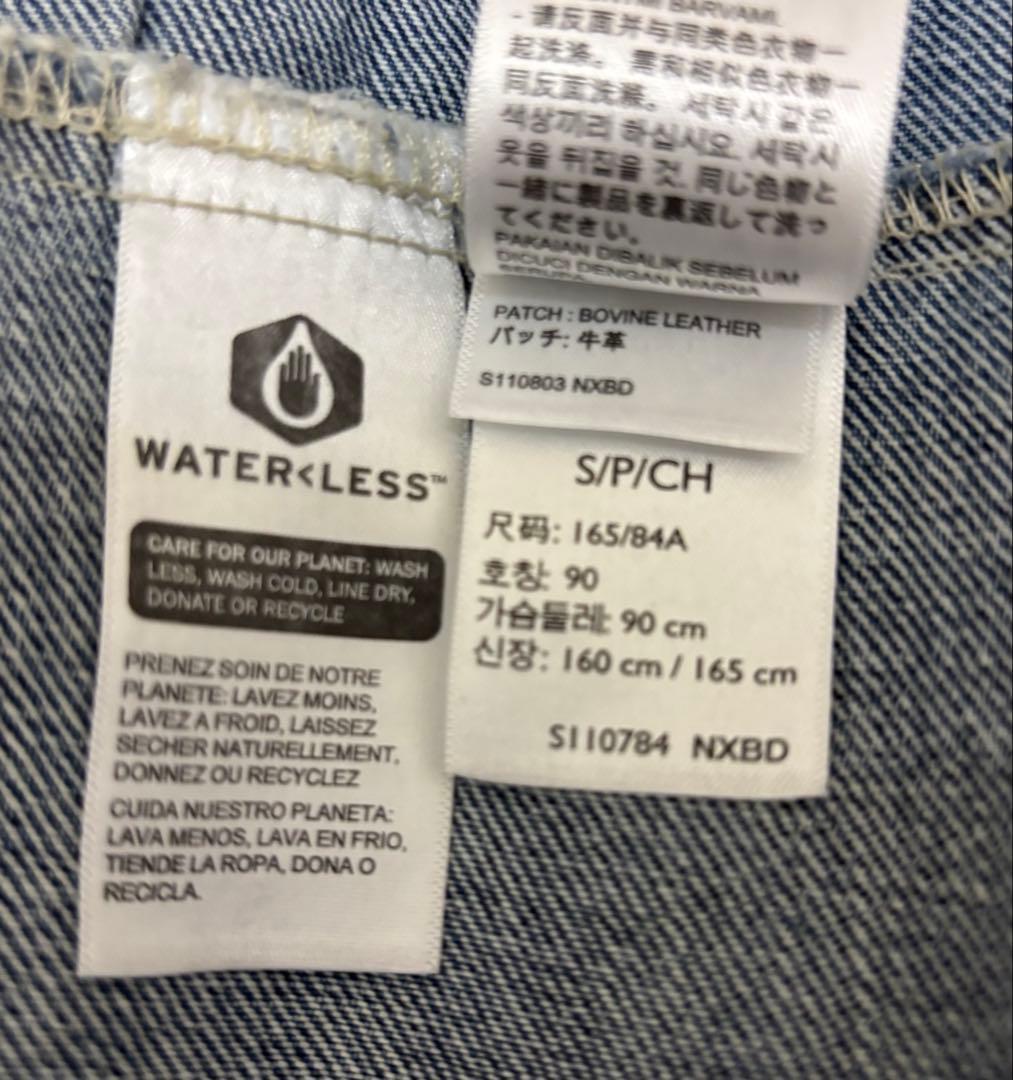 WATER<LESS™
CARE FOR OUR PLANET: WASH
LESS, WASH COLD, LINE DRY,
DONATE OR RECYCLE
PRENEZ SOIN DE NOTRE
PLANETE: LAVEZ MOINS,
LAVEZ A FROID, LAISSEZ
SECHER NATURELLEMENT,
DONNEZ OU RECYCLEZ
CUIDA NUESTRO PLANETA:
LAVA MENOS, LAVA EN FRIO,
TIENDE LA ROPA, DONA O
RECICLA.
BARVAMI.
- 请反面并与同类色衣物一
起洗涤。 需和相似色衣物一
同反面洗滌。 세탁시 같은
색상끼리 하십시오. 세탁시
옷을 뒤집을 것. 同じ色物と
一緒に製品を裏返して洗っ
てください。
PAKAIAN DIBALIK SEBELUM
DICUCI DENGAN WARNA
SERUPA
PATCH : BOVINE LEATHER
パッチ: 牛革
S110803 NXBD
S/P/CH
尺码: 165/84A
호칭: 90
가슴둘레: 90 cm
신장: 160 cm / 165 cm
S110784 NXBD